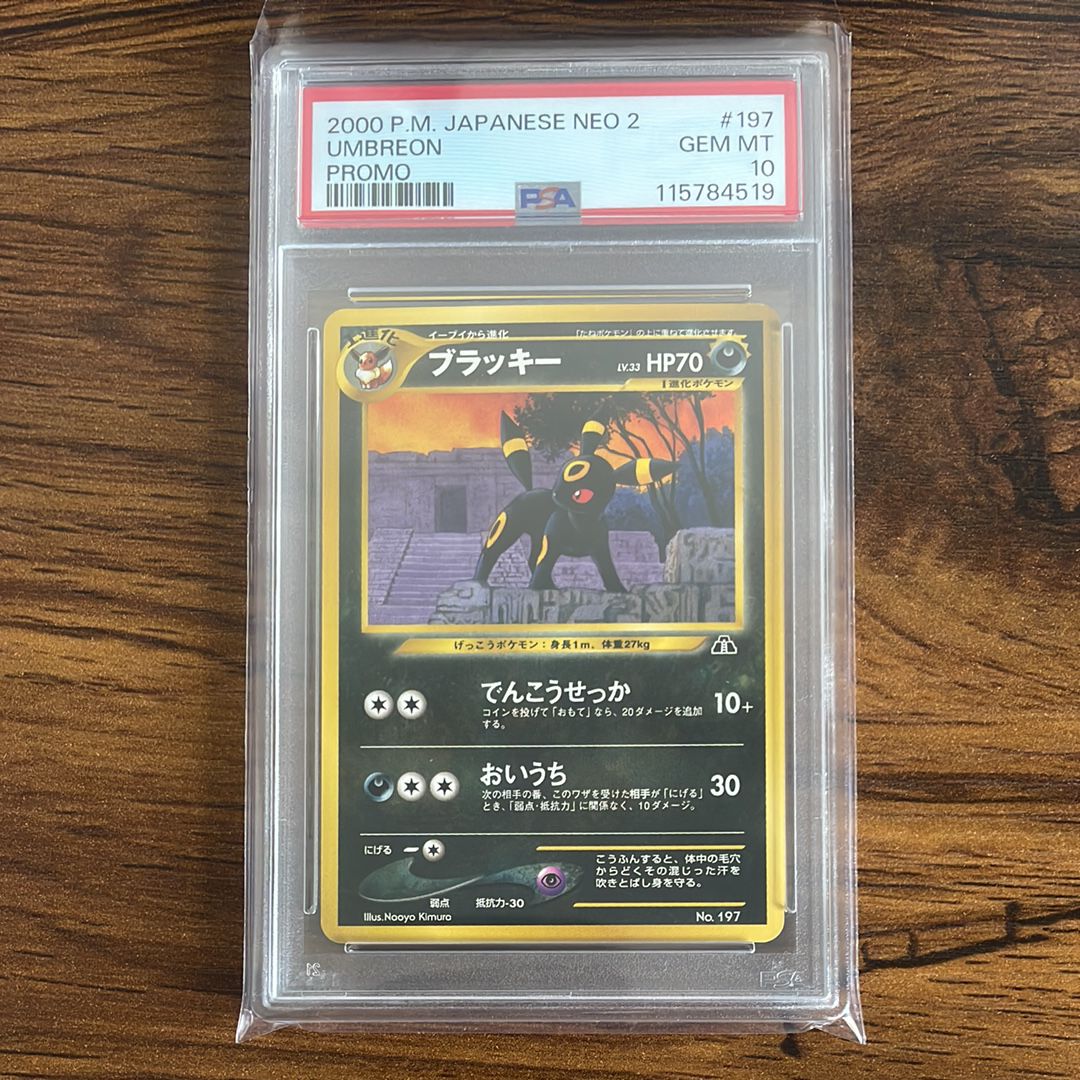 2000 P.M. JAPANESE NEO 2 #197
UMBREON GEM MT
PROMO 10
PSA 115784519
進化
イーブイから進化 「たねポケモン」の上に重ねて進化させます
ブラッキー LV.33 HP70
1進化ポケモン
げっこうポケモン：身長1m、体重27kg
でんこうせっか 10+
コインを投げて「おもて」なら、20ダメージを追加
する。
おいうち 30
次の相手の番、このワザを受けた相手が「にげる」
とき、「弱点・抵抗力」に関係なく、10ダメージ。
にげる
こうふんすると、体中の毛穴
からどくその混じった汗を
吹きとばし身を守る。
弱点 抵抗力-30
Illus.Naoyo Kimura No. 197
PSA